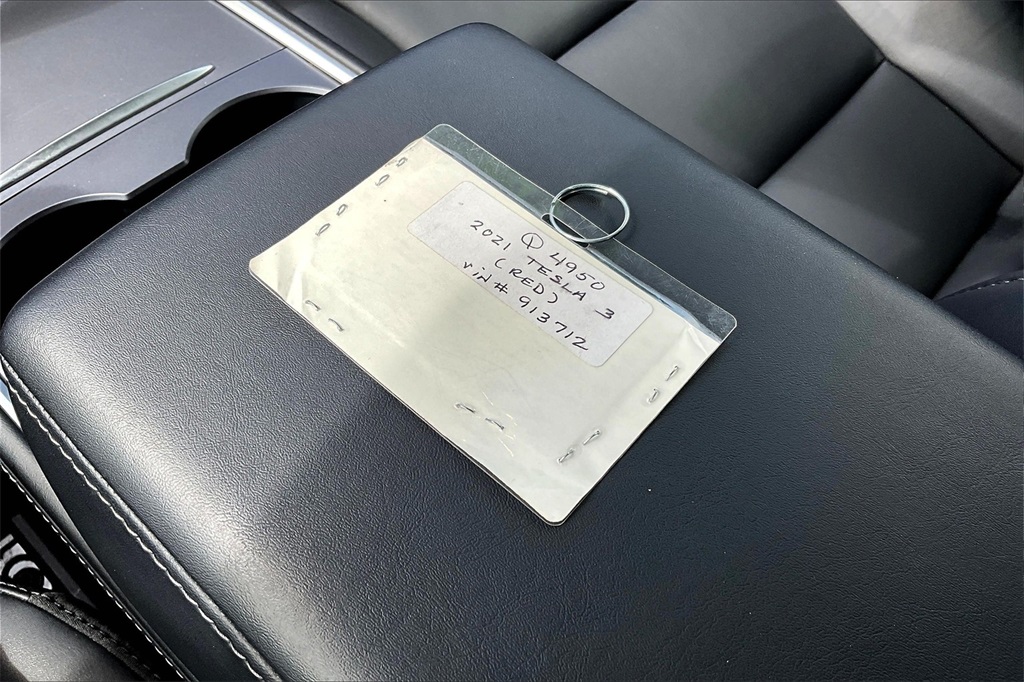 Q 4950
2021 TESLA 3
(RED)
viN# 913712